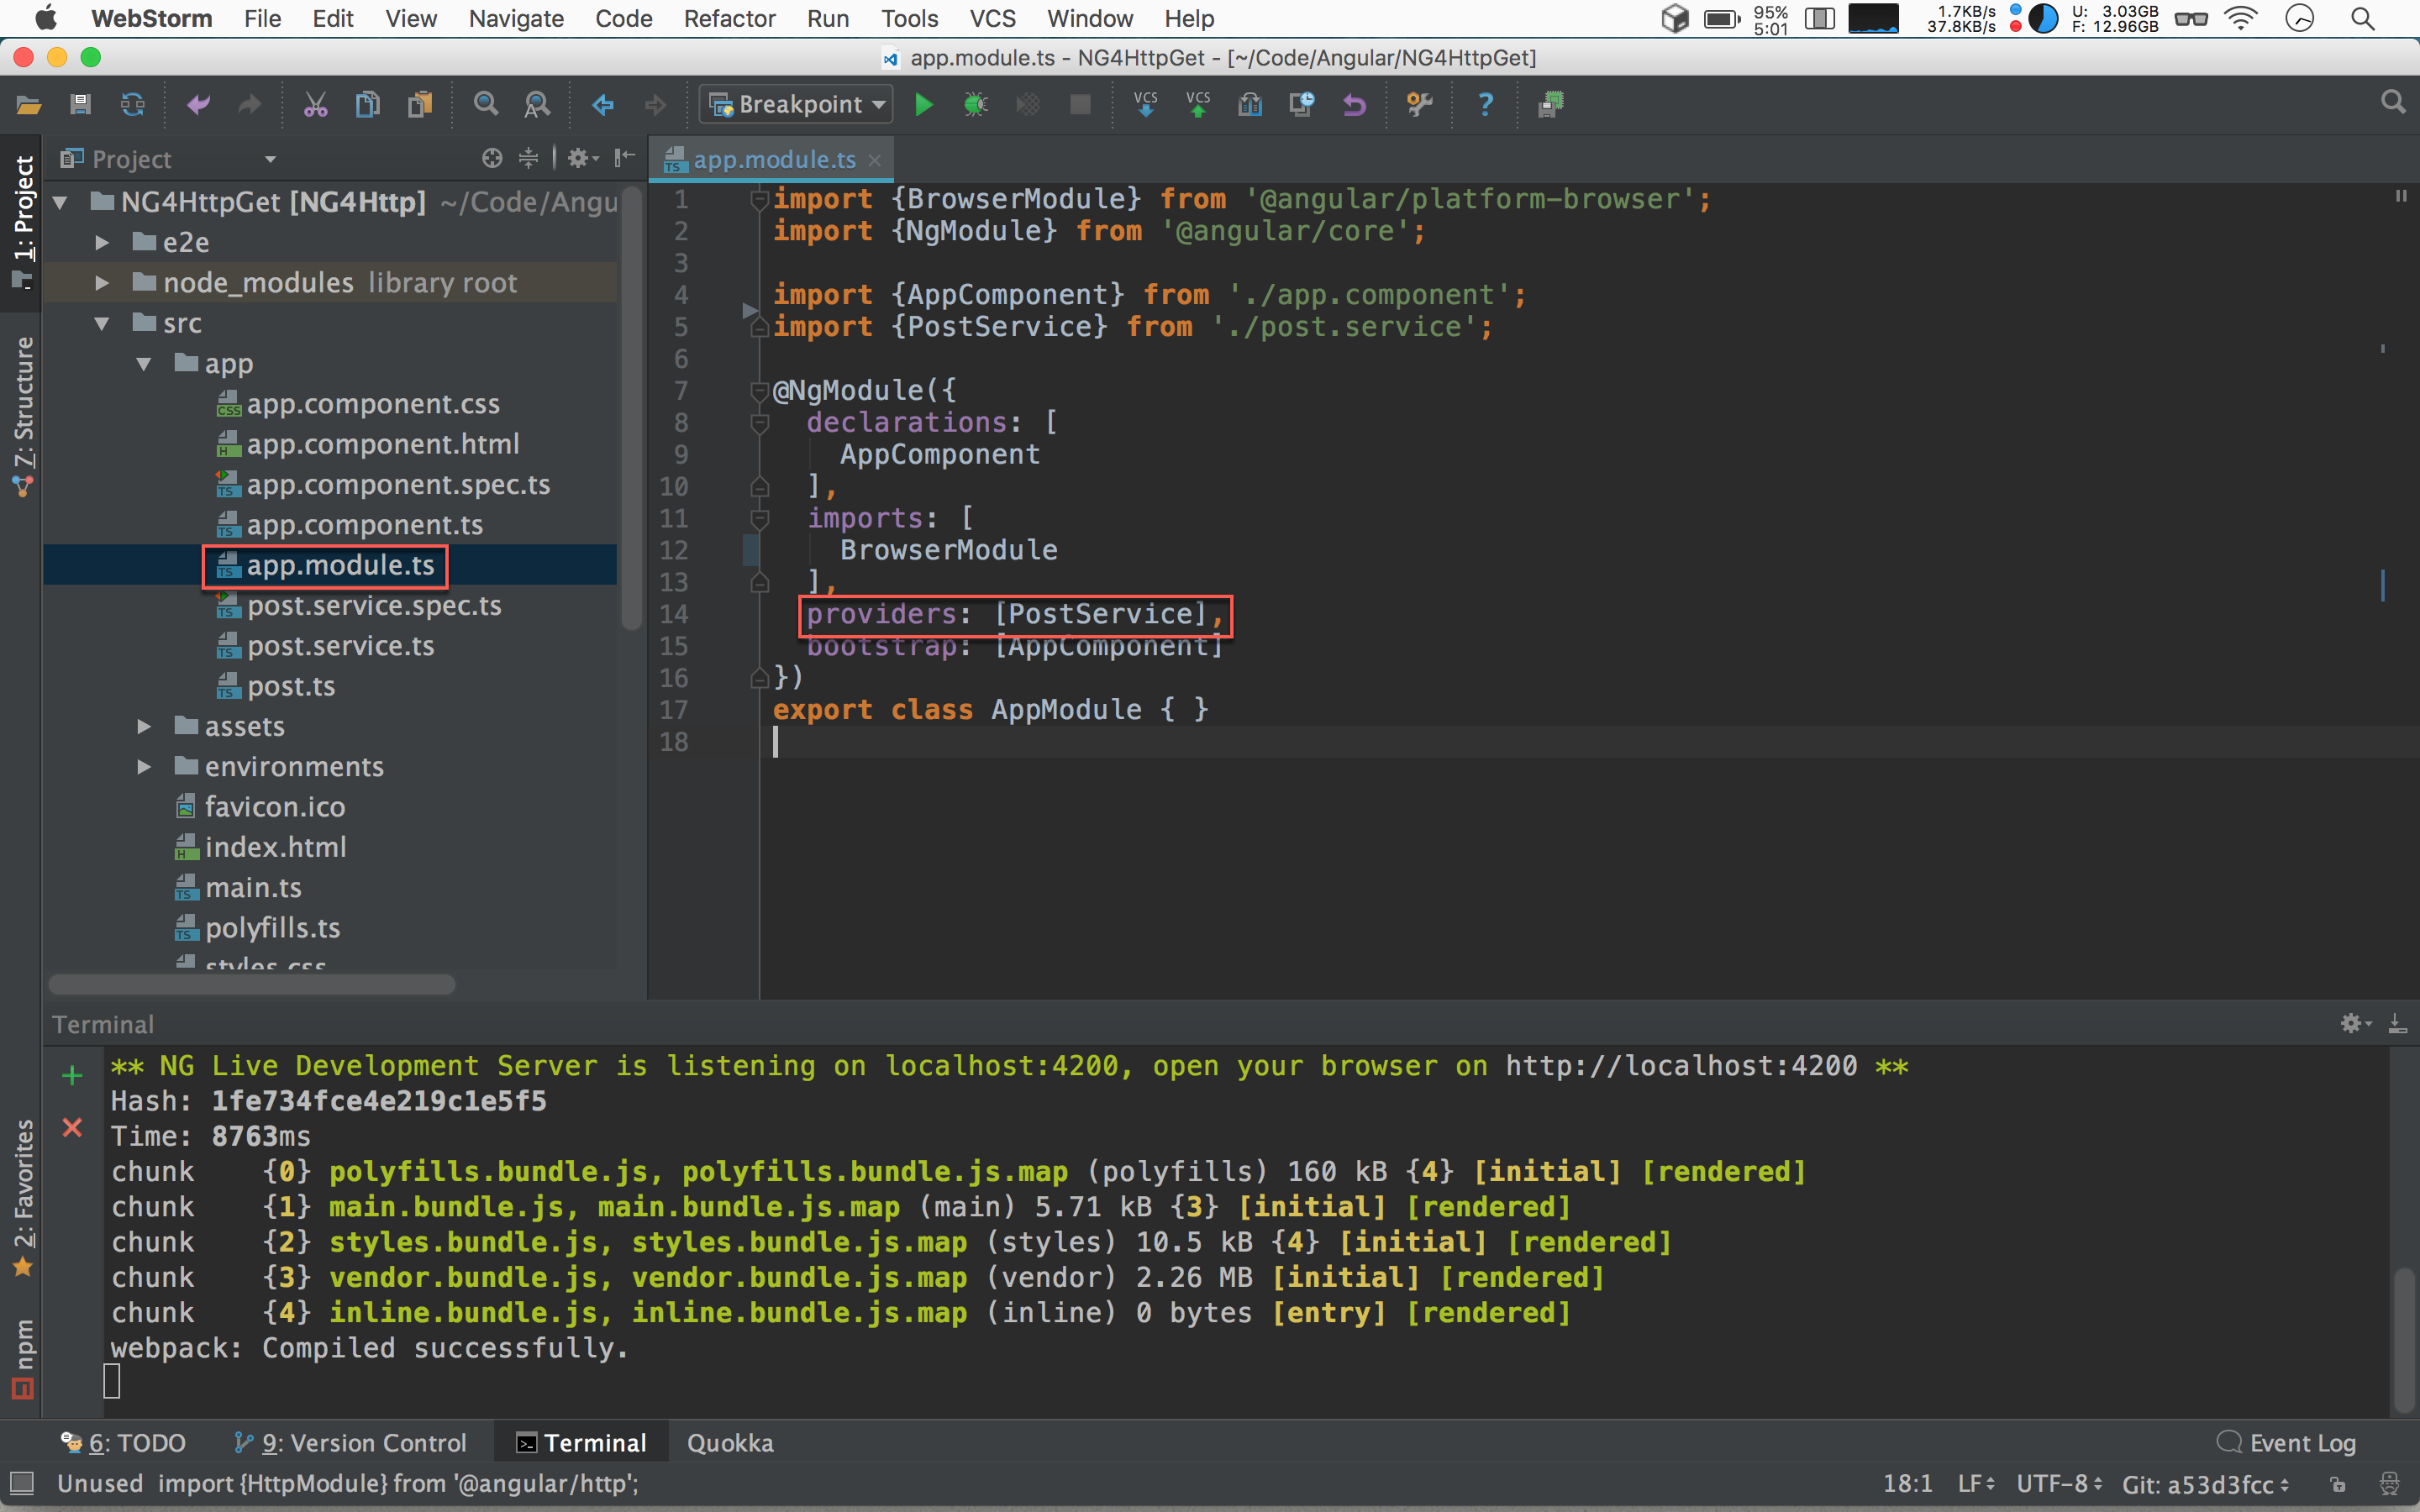 WebStorm File Edit View Navigate Code Refactor Run Tools VCS Window Help
95% 5:01
1.7KB/s 37.8KB/s
U: 3.03GB F: 12.96GB
app.module.ts - NG4HttpGet - [~/Code/Angular/NG4HttpGet]
Breakpoint
VCS VCS
1: Project
7: Structure
2: Favorites
npm
Project
NG4HttpGet [NG4Http] ~/Code/Angu
e2e
node_modules library root
src
app
app.component.css
app.component.html
app.component.spec.ts
app.component.ts
app.module.ts
post.service.spec.ts
post.service.ts
post.ts
assets
environments
favicon.ico
index.html
main.ts
polyfills.ts
styles.css
app.module.ts
1 import {BrowserModule} from '@angular/platform-browser';
2 import {NgModule} from '@angular/core';
3
4 import {AppComponent} from './app.component';
5 import {PostService} from './post.service';
6
7 @NgModule({
8 declarations: [
9 AppComponent
10 ],
11 imports: [
12 BrowserModule
13 ],
14 providers: [PostService],
15 bootstrap: [AppComponent]
16 })
17 export class AppModule { }
18
Terminal
** NG Live Development Server is listening on localhost:4200, open your browser on http://localhost:4200 **
Hash: 1fe734fce4e219c1e5f5
Time: 8763ms
chunk {0} polyfills.bundle.js, polyfills.bundle.js.map (polyfills) 160 kB {4} [initial] [rendered]
chunk {1} main.bundle.js, main.bundle.js.map (main) 5.71 kB {3} [initial] [rendered]
chunk {2} styles.bundle.js, styles.bundle.js.map (styles) 10.5 kB {4} [initial] [rendered]
chunk {3} vendor.bundle.js, vendor.bundle.js.map (vendor) 2.26 MB [initial] [rendered]
chunk {4} inline.bundle.js, inline.bundle.js.map (inline) 0 bytes [entry] [rendered]
webpack: Compiled successfully.
6: TODO 9: Version Control Terminal Quokka Event Log
Unused import {HttpModule} from '@angular/http'; 18:1 LF UTF-8 Git: a53d3fcc